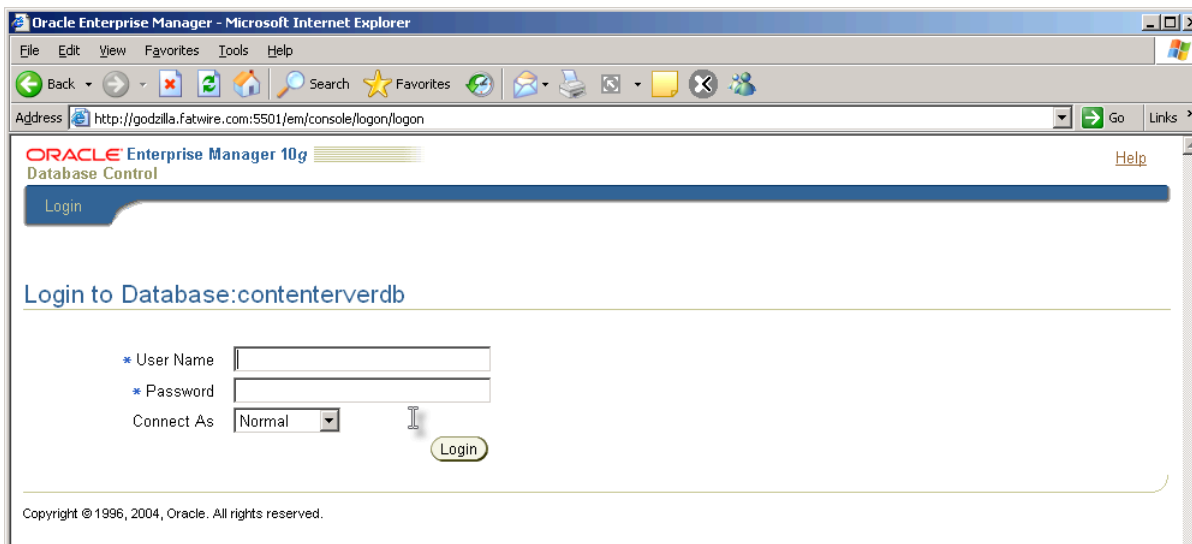 Oracle Enterprise Manager - Microsoft Internet Explorer
File Edit View Favorites Tools Help
Back Search Favorites
Address http://godzilla.fatwire.com:5501/em/console/logon/logon Go Links
ORACLE Enterprise Manager 10g
Database Control
Help
Login
Login to Database:contenterverdb
* User Name
* Password
Connect As Normal
Login
Copyright © 1996, 2004, Oracle. All rights reserved.